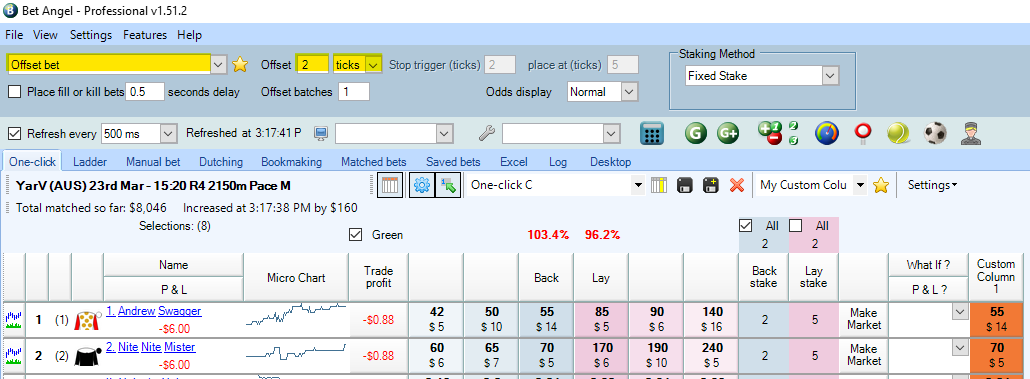 Bet Angel - Professional v1.51.2
File View Settings Features Help
Offset bet Offset 2 ticks Stop trigger (ticks) 2 place at (ticks) 5
Staking Method
Fixed Stake
Place fill or kill bets 0.5 seconds delay Offset batches 1 Odds display Normal
Refresh every 500 ms Refreshed at 3:17:41 P
One-click Ladder Manual bet Dutching Bookmaking Matched bets Saved bets Excel Log Desktop
YarV (AUS) 23rd Mar - 15:20 R4 2150m Pace M One-click C My Custom Colu Settings
Total matched so far: $8,046 Increased at 3:17:38 PM by $160
Selections: (8) Green 103.4% 96.2% All All
2 2
Name Micro Chart Trade profit Back Lay Back stake Lay stake What If ? Custom Column 1
P & L P & L ?
1 (1) 1. Andrew Swagger -$0.88 42 50 55 85 90 140 2 5 Make Market 55
-$6.00 $ 5 $ 10 $ 14 $ 5 $ 6 $ 16 $ 14
2 (2) 2. Nite Nite Mister -$0.88 60 65 70 170 190 240 2 5 Make Market 70
-$6.00 $ 6 $ 7 $ 5 $ 6 $ 10 $ 5 $ 5